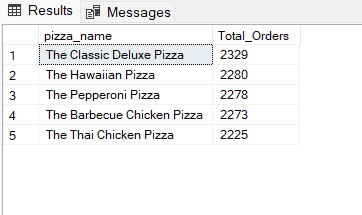 Results Messages
pizza_name Total_Orders
1 The Classic Deluxe Pizza 2329
2 The Hawaiian Pizza 2280
3 The Pepperoni Pizza 2278
4 The Barbecue Chicken Pizza 2273
5 The Thai Chicken Pizza 2225